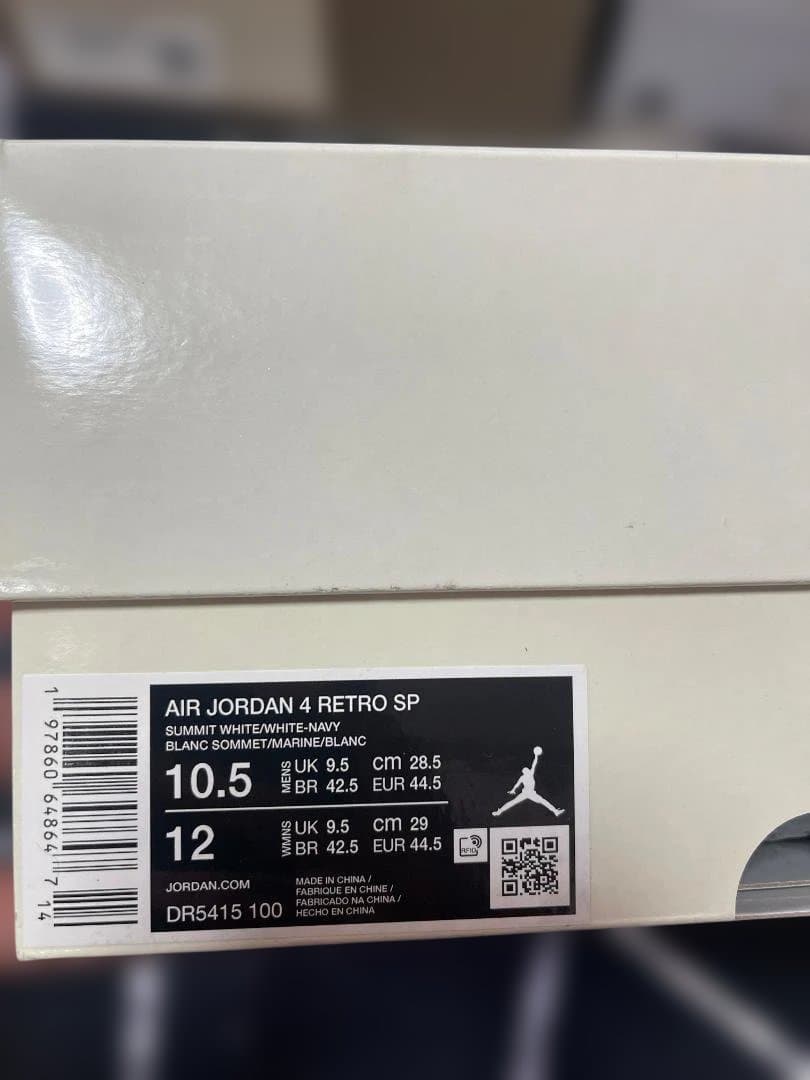 AIR JORDAN 4 RETRO SP
SUMMIT WHITE/WHITE-NAVY
BLANC SOMMET/MARINE/BLANC
10.5 MENS UK 9.5 cm 28.5
BR 42.5 EUR 44.5
12 WMNS UK 9.5 cm 29
BR 42.5 EUR 44.5
RFID
JORDAN.COM
DR5415 100
MADE IN CHINA /
FABRIQUE EN CHINE /
FABRICADO NA CHINA /
HECHO EN CHINA
1 97860 64864 7 14